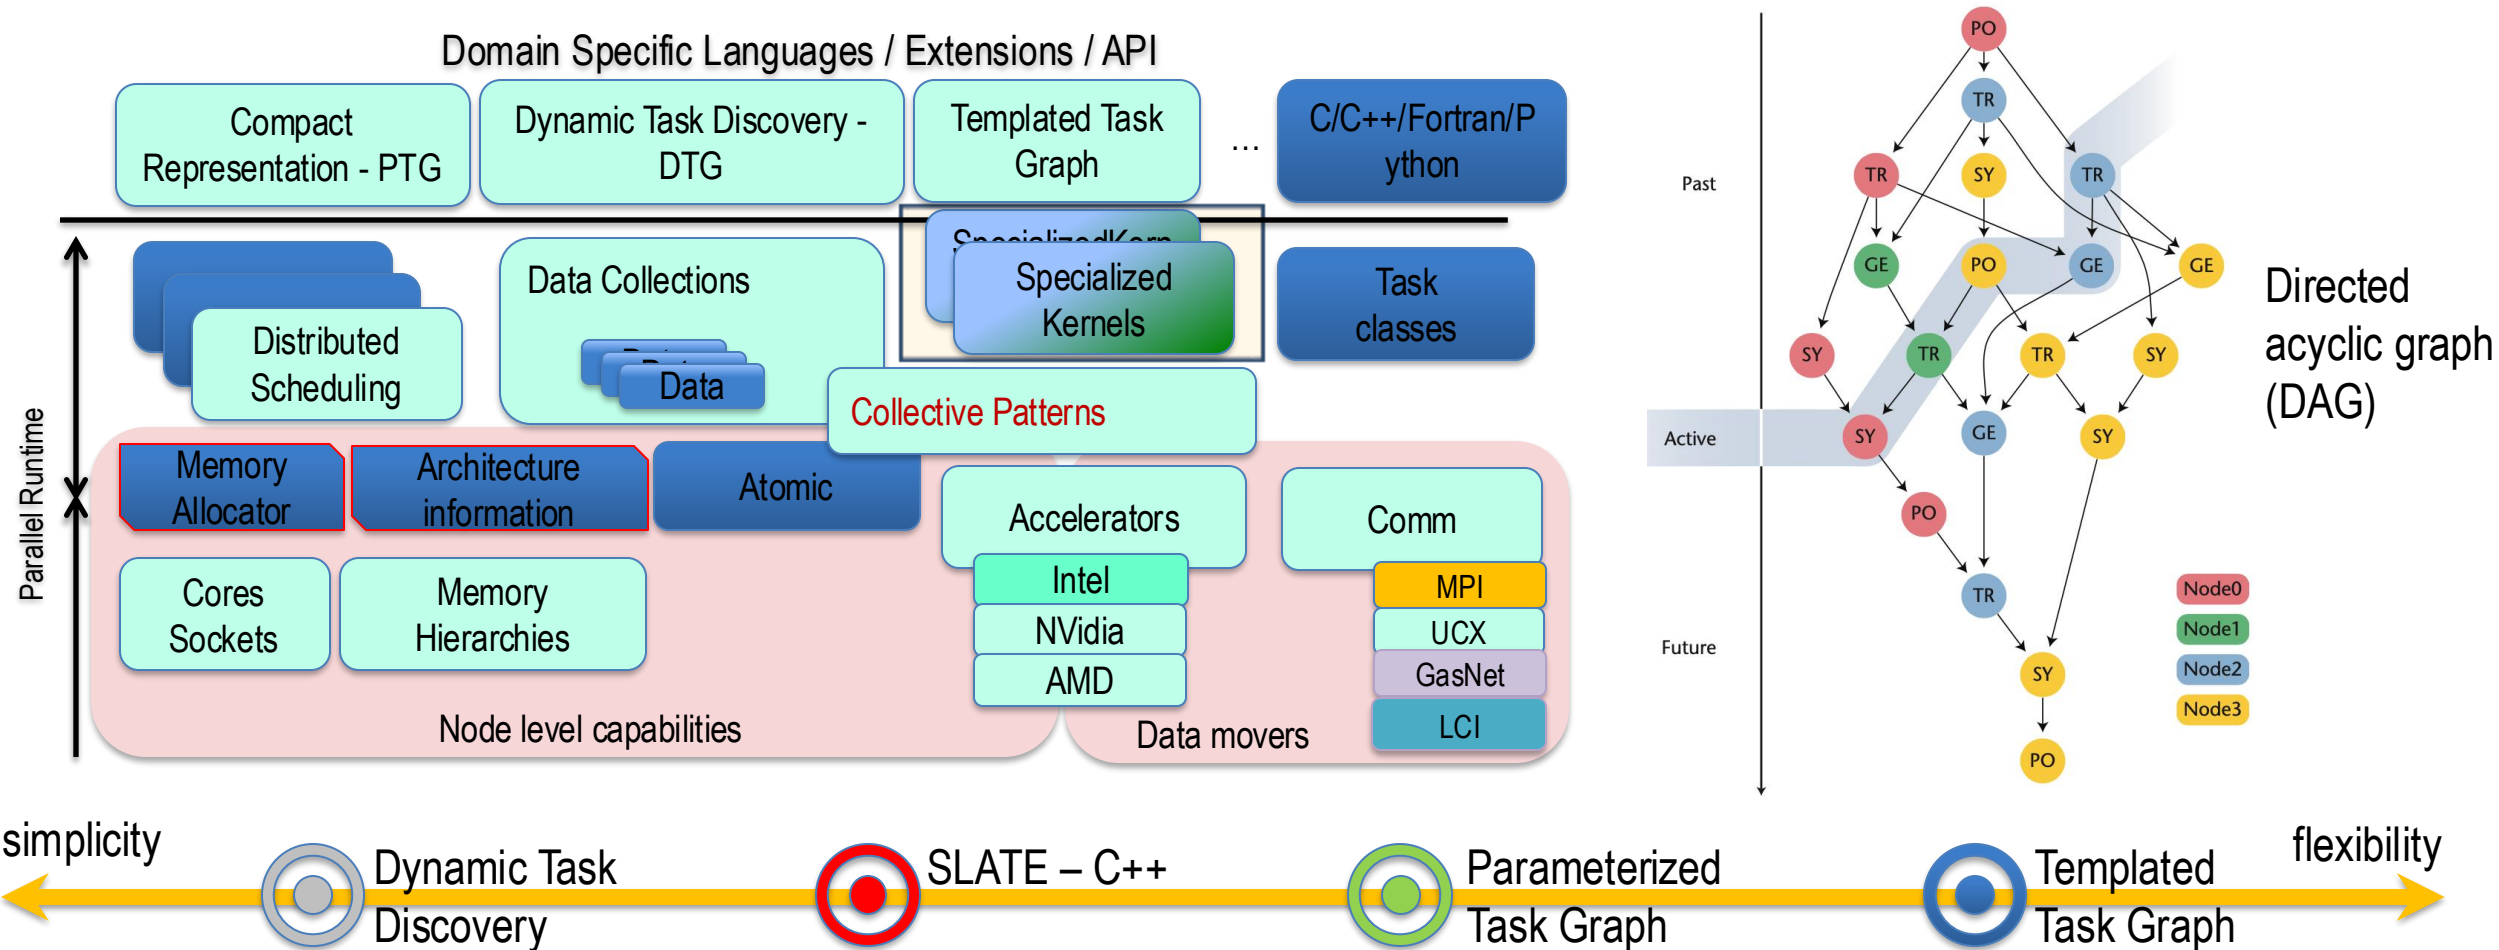 Domain Specific Languages / Extensions / API
Compact
Representation - PTG
Dynamic Task Discovery -
DTG
Templated Task
Graph
...
C/C++/Fortran/P
ython
Parallel Runtime
Distributed
Scheduling
Data Collections
Data
Data
Data
SpecializedKern
Specialized
Kernels
Task
classes
Collective Patterns
Memory
Allocator
Architecture
information
Atomic
Accelerators
Comm
Cores
Sockets
Memory
Hierarchies
Intel
NVidia
AMD
MPI
UCX
GasNet
LCI
Node level capabilities
Data movers
PO
TR
Past
TR
SY
TR
GE
PO
GE
GE
SY
TR
TR
SY
Active
SY
GE
SY
PO
TR
Future
SY
PO
Node0
Node1
Node2
Node3
Directed
acyclic graph
(DAG)
simplicity
flexibility
Dynamic Task
Discovery
SLATE – C++
Parameterized
Task Graph
Templated
Task Graph